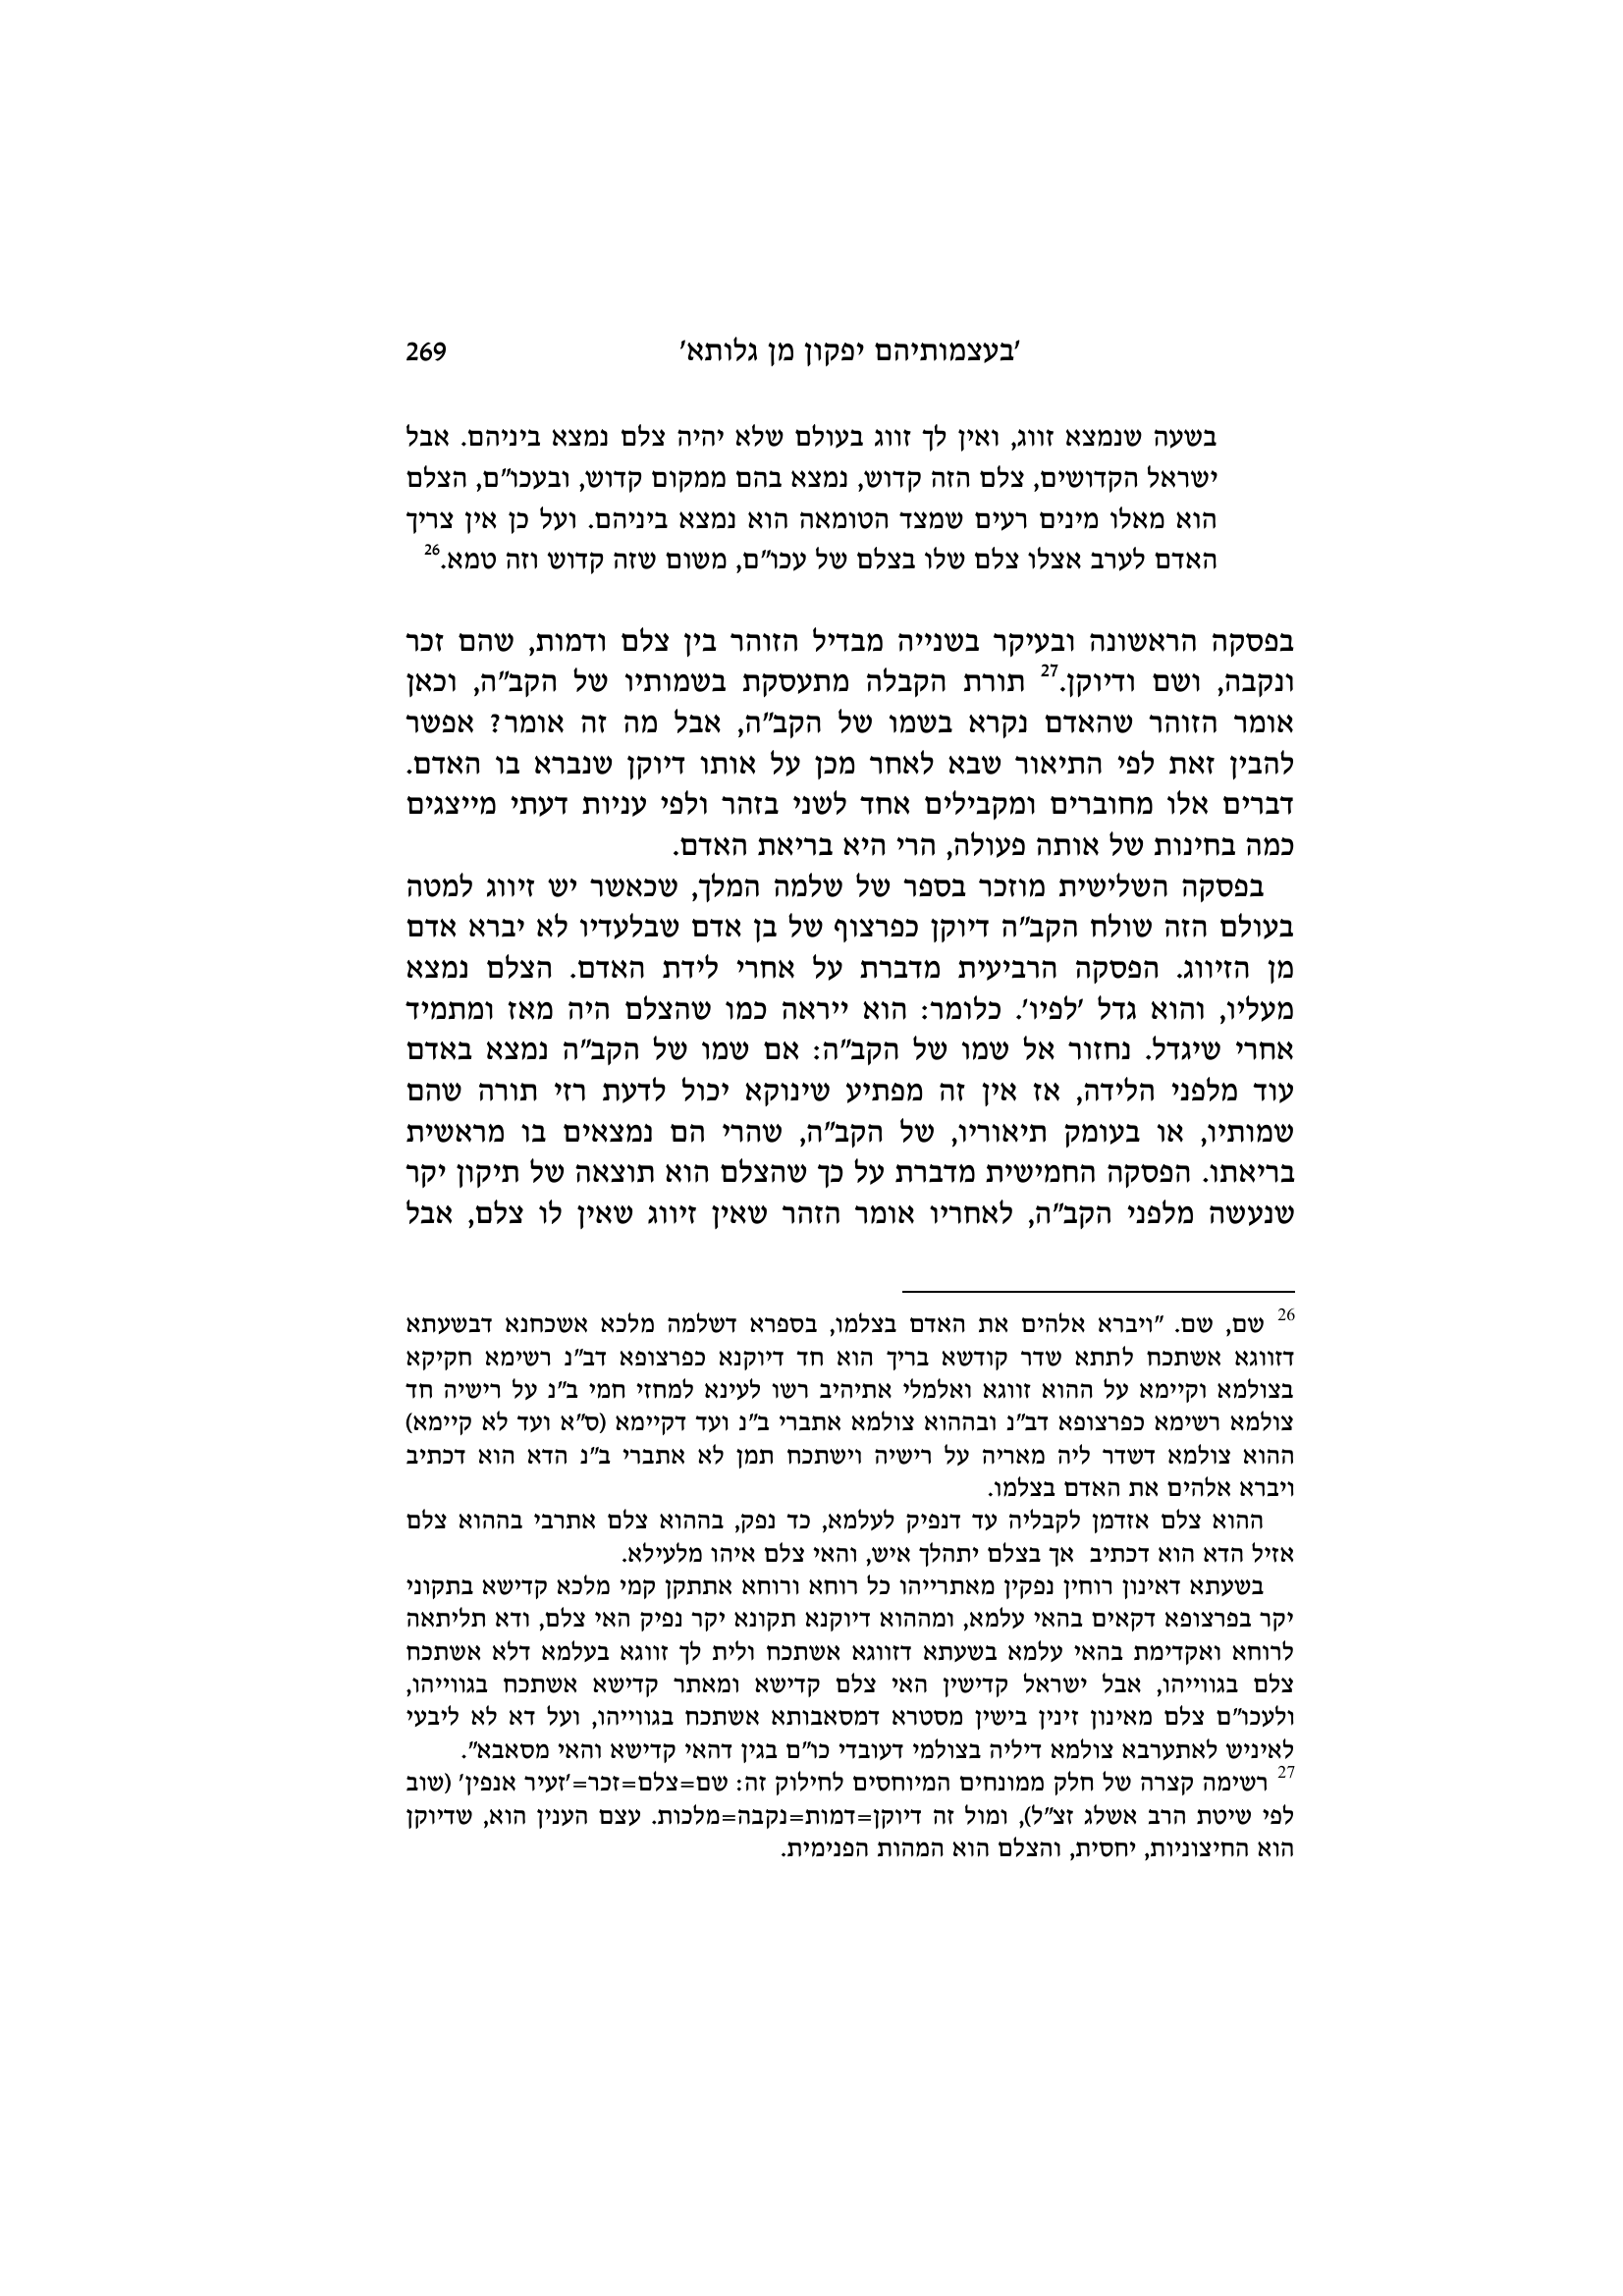 'בעצמותיהם יפקון מן גלותא' 269
בשעה שנמצא זווג, ואין לך זווג בעולם שלא יהיה צלם נמצא ביניהם. אבל
ישראל הקדושים, צלם הזה קדוש, נמצא בהם ממקום קדוש, ובעכו"ם, הצלם
הוא מאלו מינים רעים שמצד הטומאה הוא נמצא ביניהם. ועל כן אין צריך
האדם לערב אצלו צלם שלו בצלם של עכו"ם, משום שזה קדוש וזה טמא.26
בפסקה הראשונה ובעיקר בשנייה מבדיל הזוהר בין צלם ודמות, שהם זכר
ונקבה, ושם ודיוקן.27 תורת הקבלה מתעסקת בשמותיו של הקב"ה, וכאן
אומר הזוהר שהאדם נקרא בשמו של הקב"ה, אבל מה זה אומר? אפשר
להבין זאת לפי התיאור שבא לאחר מכן על אותו דיוקן שנברא בו האדם.
דברים אלו מחוברים ומקבילים אחד לשני בזהר ולפי עניות דעתי מייצגים
כמה בחינות של אותה פעולה, הרי היא בריאת האדם.
בפסקה השלישית מוזכר בספר של שלמה המלך, שכאשר יש זיווג למטה
בעולם הזה שולח הקב"ה דיוקן כפרצוף של בן אדם שבלעדיו לא יברא אדם
מן הזיווג. הפסקה הרביעית מדברת על אחרי לידת האדם. הצלם נמצא
מעליו, והוא גדל 'לפיו'. כלומר: הוא ייראה כמו שהצלם היה מאז ומתמיד
אחרי שיגדל. נחזור אל שמו של הקב"ה: אם שמו של הקב"ה נמצא באדם
עוד מלפני הלידה, אז אין זה מפתיע שינוקא יכול לדעת רזי תורה שהם
שמותיו, או בעומק תיאוריו, של הקב"ה, שהרי הם נמצאים בו מראשית
בריאתו. הפסקה החמישית מדברת על כך שהצלם הוא תוצאה של תיקון יקר
שנעשה מלפני הקב"ה, לאחריו אומר הזהר שאין זיווג שאין לו צלם, אבל
26 שם, שם. "ויברא אלהים את האדם בצלמו, בספרא דשלמה מלכא אשכחנא דבשעתא
דזווגא אשתכח לתתא שדר קודשא בריך הוא חד דיוקנא כפרצופא דב"נ רשימא חקיקא
בצולמא וקיימא על ההוא זווגא ואלמלי אתיהיב רשו לעינא למחזי חמי ב"נ על רישיה חד
צולמא רשימא כפרצופא דב"נ ובההוא צולמא אתברי ב"נ ועד דקיימא (ס"א ועד לא קיימא)
ההוא צולמא דשדר ליה מאריה על רישיה וישתכח תמן לא אתברי ב"נ הדא הוא דכתיב
ויברא אלהים את האדם בצלמו.
ההוא צלם אזדמן לקבליה עד דנפיק לעלמא, כד נפק, בההוא צלם אתרבי בההוא צלם
אזיל הדא הוא דכתיב אך בצלם יתהלך איש, והאי צלם איהו מלעילא.
בשעתא דאינון רוחין נפקין מאתרייהו כל רוחא ורוחא אתתקן קמי מלכא קדישא בתקוני
יקר בפרצופא דקאים בהאי עלמא, ומההוא דיוקנא תקונא יקר נפיק האי צלם, ודא תליתאה
לרוחא ואקדימת בהאי עלמא בשעתא דזווגא אשתכח ולית לך זווגא בעלמא דלא אשתכח
צלם בגווייהו, אבל ישראל קדישין האי צלם קדישא ומאתר קדישא אשתכח בגווייהו,
ולעכו"ם צלם מאינון זינין בישין מסטרא דמסאבותא אשתכח בגווייהו, ועל דא לא ליבעי
לאיניש לאתערבא צולמא דיליה בצולמי דעובדי כו"ם בגין דהאי קדישא והאי מסאבא".
27 רשימה קצרה של חלק ממונחים המיוחסים לחילוק זה: שם=צלם=זכר='זעיר אנפין' (שוב
לפי שיטת הרב אשלג זצ"ל), ומול זה דיוקן=דמות=נקבה=מלכות. עצם הענין הוא, שדיוקן
הוא החיצוניות, יחסית, והצלם הוא המהות הפנימית.